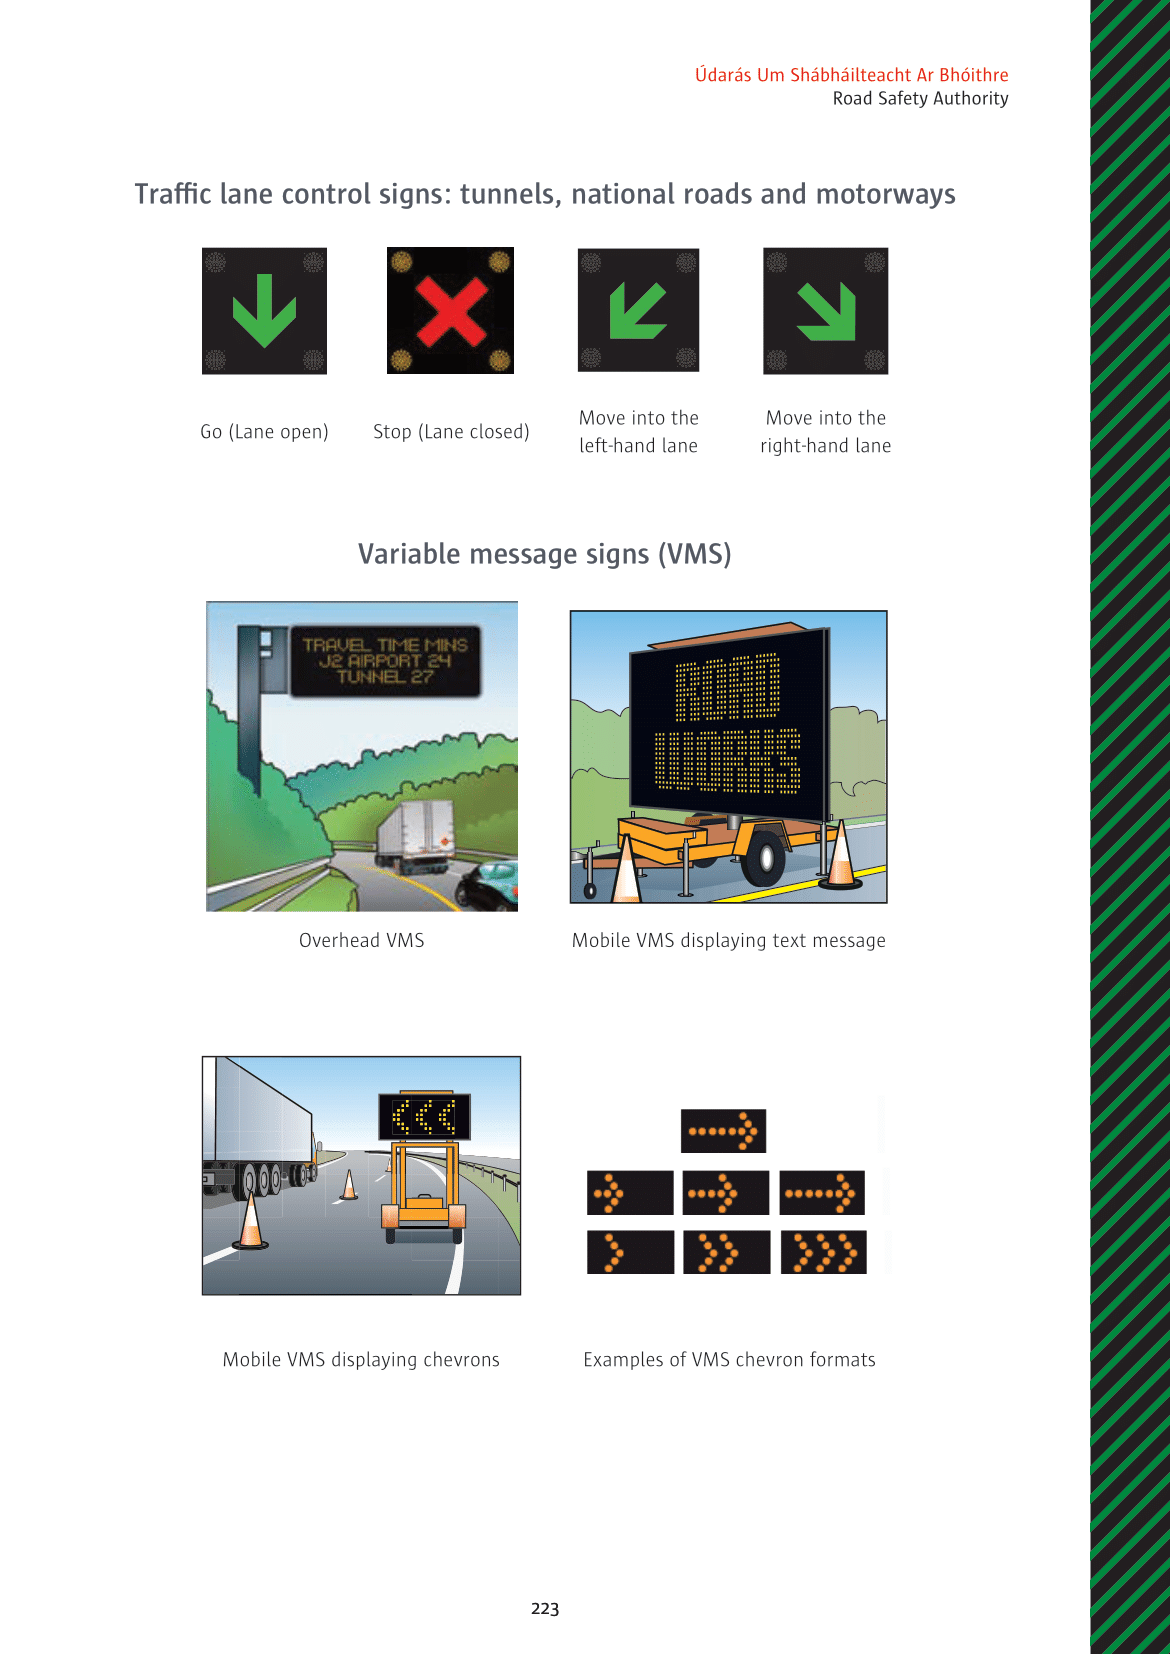 Údarás Um Shábháilteacht Ar Bhóithre
Road Safety Authority
Traffic lane control signs: tunnels, national roads and motorways
Go (Lane open)
Stop (Lane closed)
Move into the
left-hand lane
Move into the
right-hand lane
Variable message signs (VMS)
TRAVEL TIME MINS
J2 AIRPORT 24
TUNNEL 27
ROAD
WORKS
Overhead VMS
Mobile VMS displaying text message
Mobile VMS displaying chevrons
Examples of VMS chevron formats
223